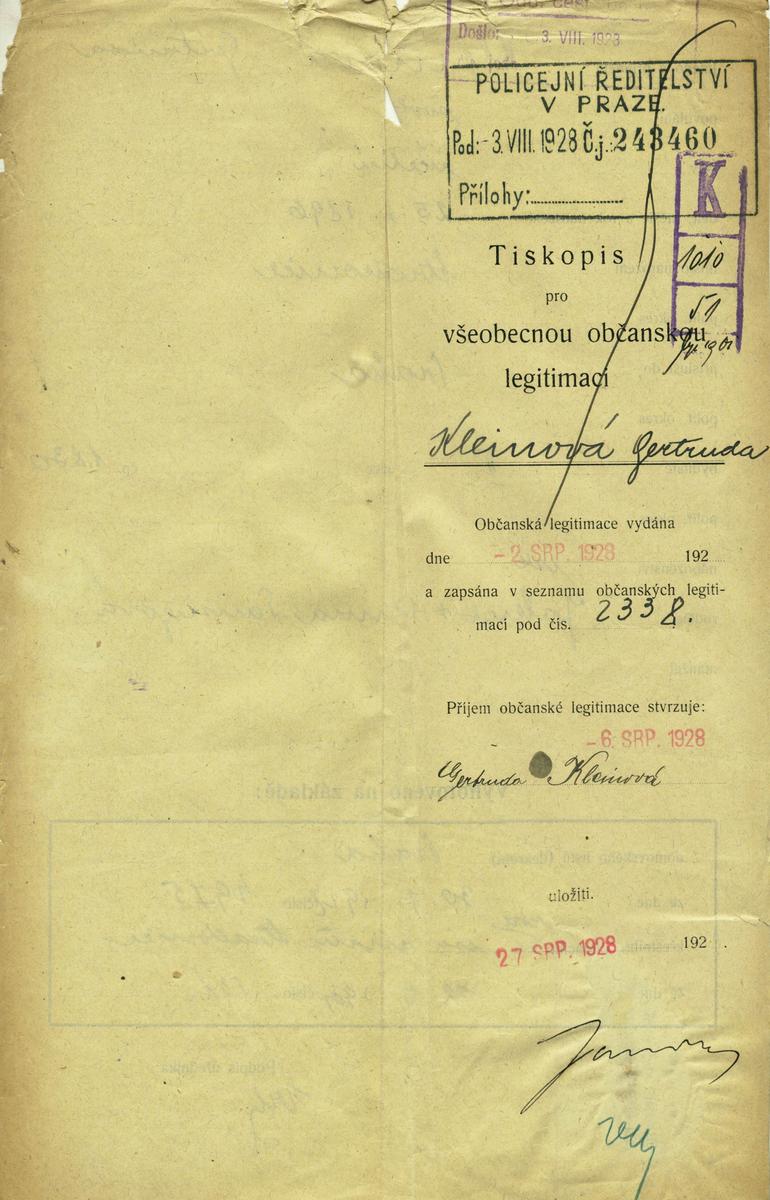 Došlo: 3. VIII. 1928
POLICEJNÍ ŘEDITELSTVÍ
V PRAZE.
Pod: -3. VIII. 1928 Č.j.: 243460
Přílohy:
K
1010
51
Tiskopis
pro
všeobecnou občanskou
legitimaci
Kleinová Gertruda
Občanská legitimace vydána
dne -2. SRP. 1928 192
a zapsána v seznamu občanských legiti-
mací pod čís. 2338.
Příjem občanské legitimace stvrzuje:
-6. SRP. 1928
Gertruda Kleinová
uložiti.
27 SRP. 1928 192 .